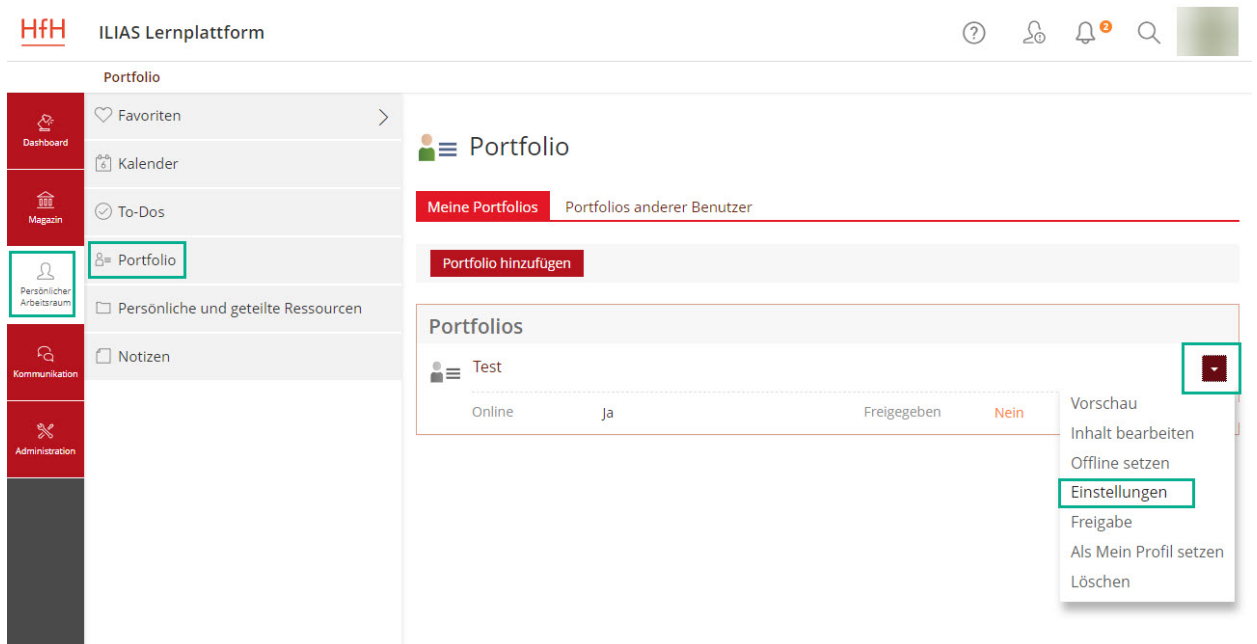 HfH ILIAS Lernplattform 2
Portfolio
Dashboard
Magazin
Persönlicher
Arbeitsraum
Kommunikation
Administration
Favoriten
6 Kalender
To-Dos
Portfolio
Persönliche und geteilte Ressourcen
Notizen
Portfolio
Meine Portfolios Portfolios anderer Benutzer
Portfolio hinzufügen
Portfolios
Test
Online Ja Freigegeben Nein
Vorschau
Inhalt bearbeiten
Offline setzen
Einstellungen
Freigabe
Als Mein Profil setzen
Löschen